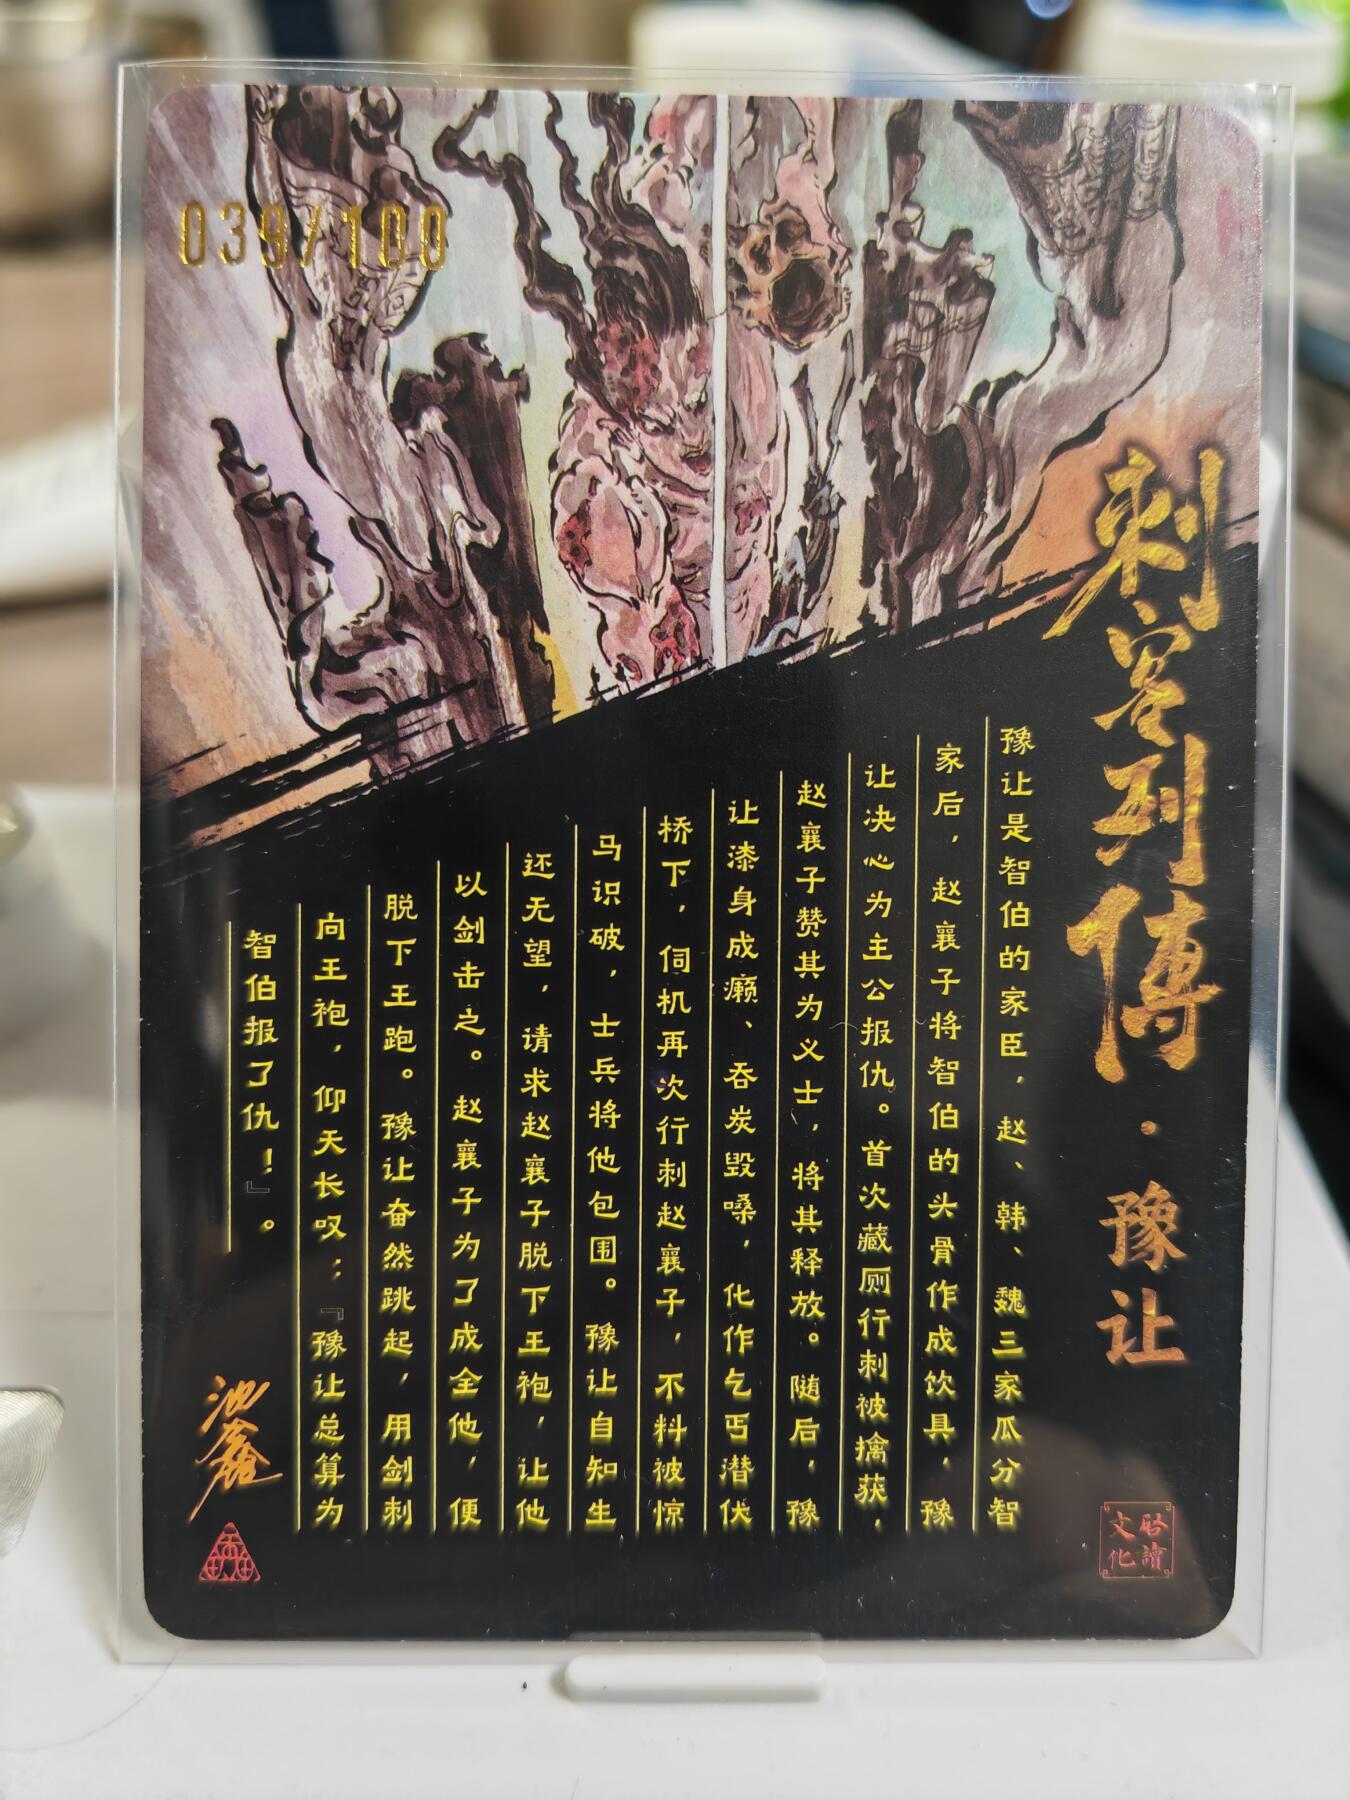 039/100
刺客列傳·豫让
豫让是智伯的家臣，赵、韩、魏三家瓜分智
家后，赵襄子将智伯的头骨作成饮具，豫
让决心为主公报仇。首次藏厕行刺被擒获，
赵襄子赞其为义士，将其释放。随后，豫
让漆身成癞、吞炭毁嗓，化作乞丐潜伏
桥下，伺机再次行刺赵襄子，不料被惊
马识破，士兵将他包围。豫让自知生
还无望，请求赵襄子脱下王袍，让他
以剑击之。赵襄子为了成全他，便
脱下王跑。豫让奋然跳起，用剑刺
向王袍，仰天长叹：『豫让总算为
智伯报了仇！』。
啓讀
文化